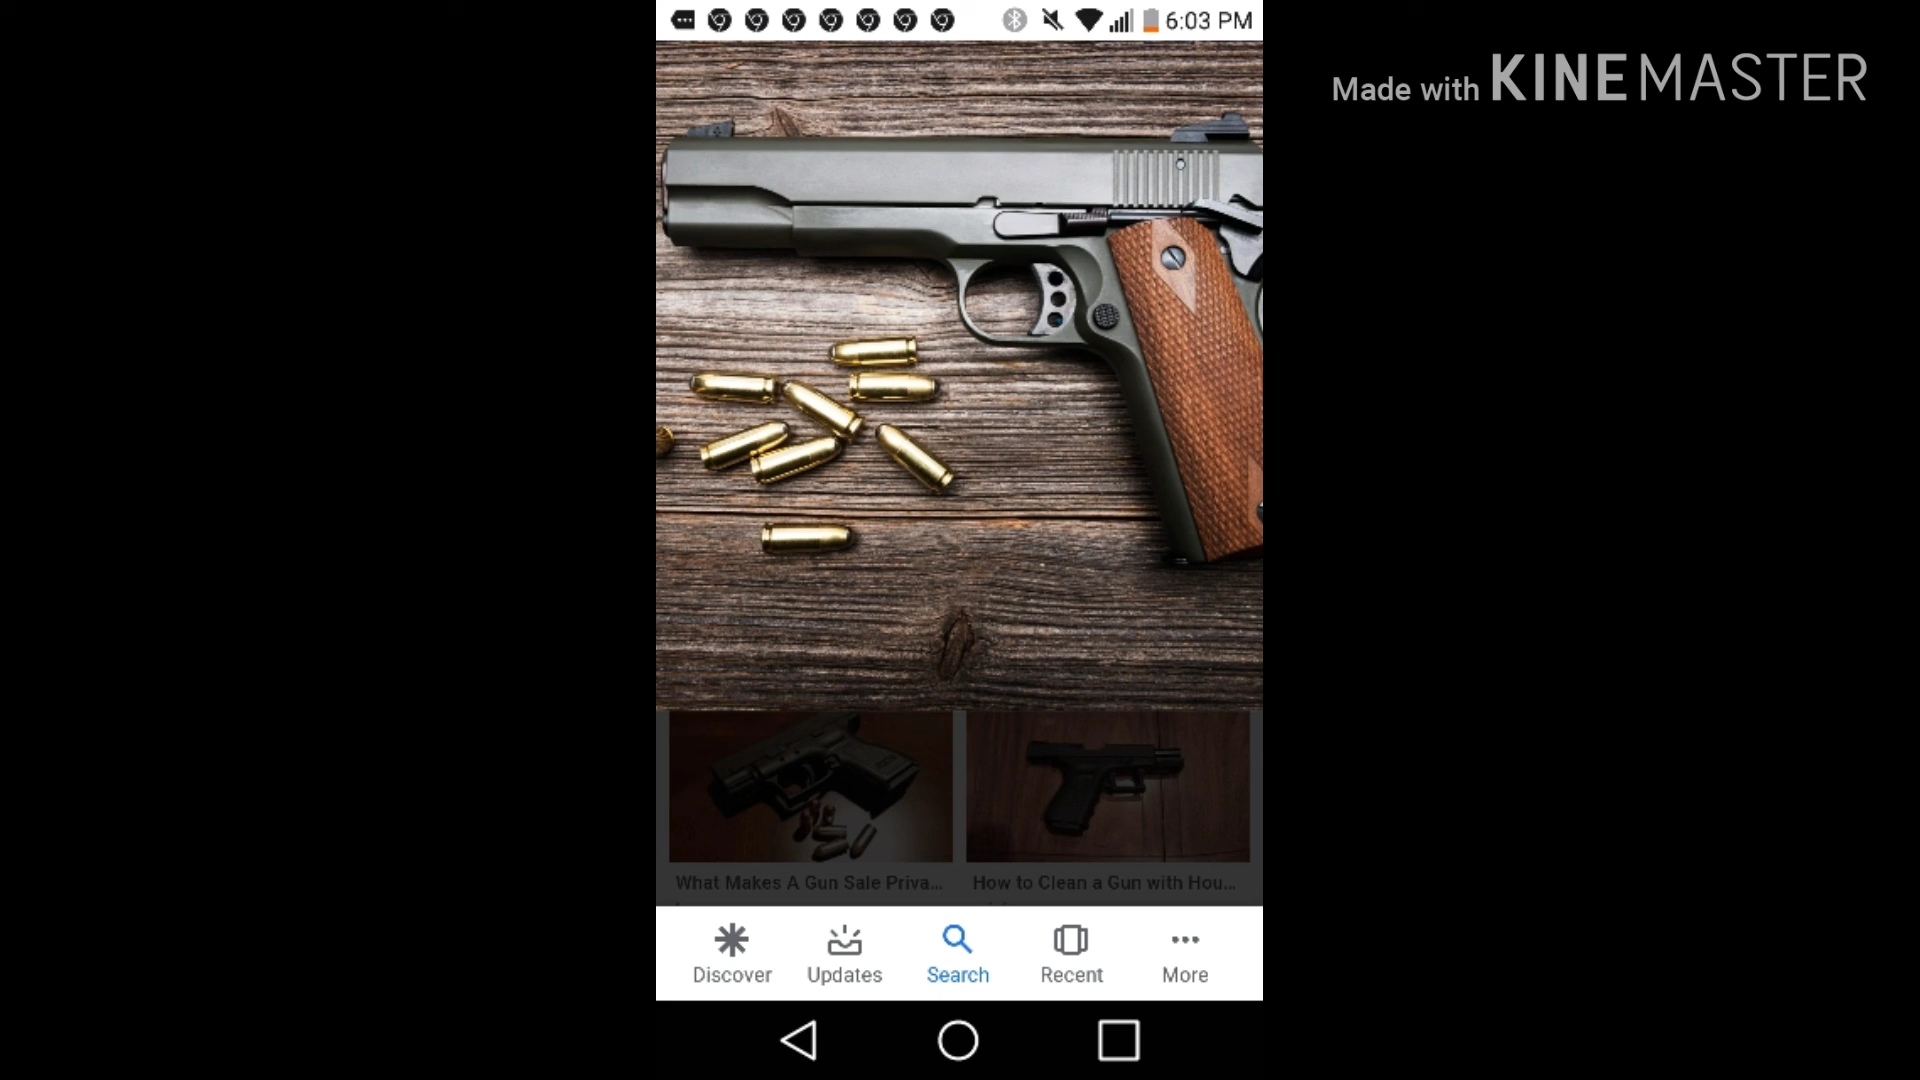 6:03 PM
Made with KINEMASTER
What Makes A Gun Sale Priva...
How to Clean a Gun with Hou...
Discover
Updates
Search
Recent
More